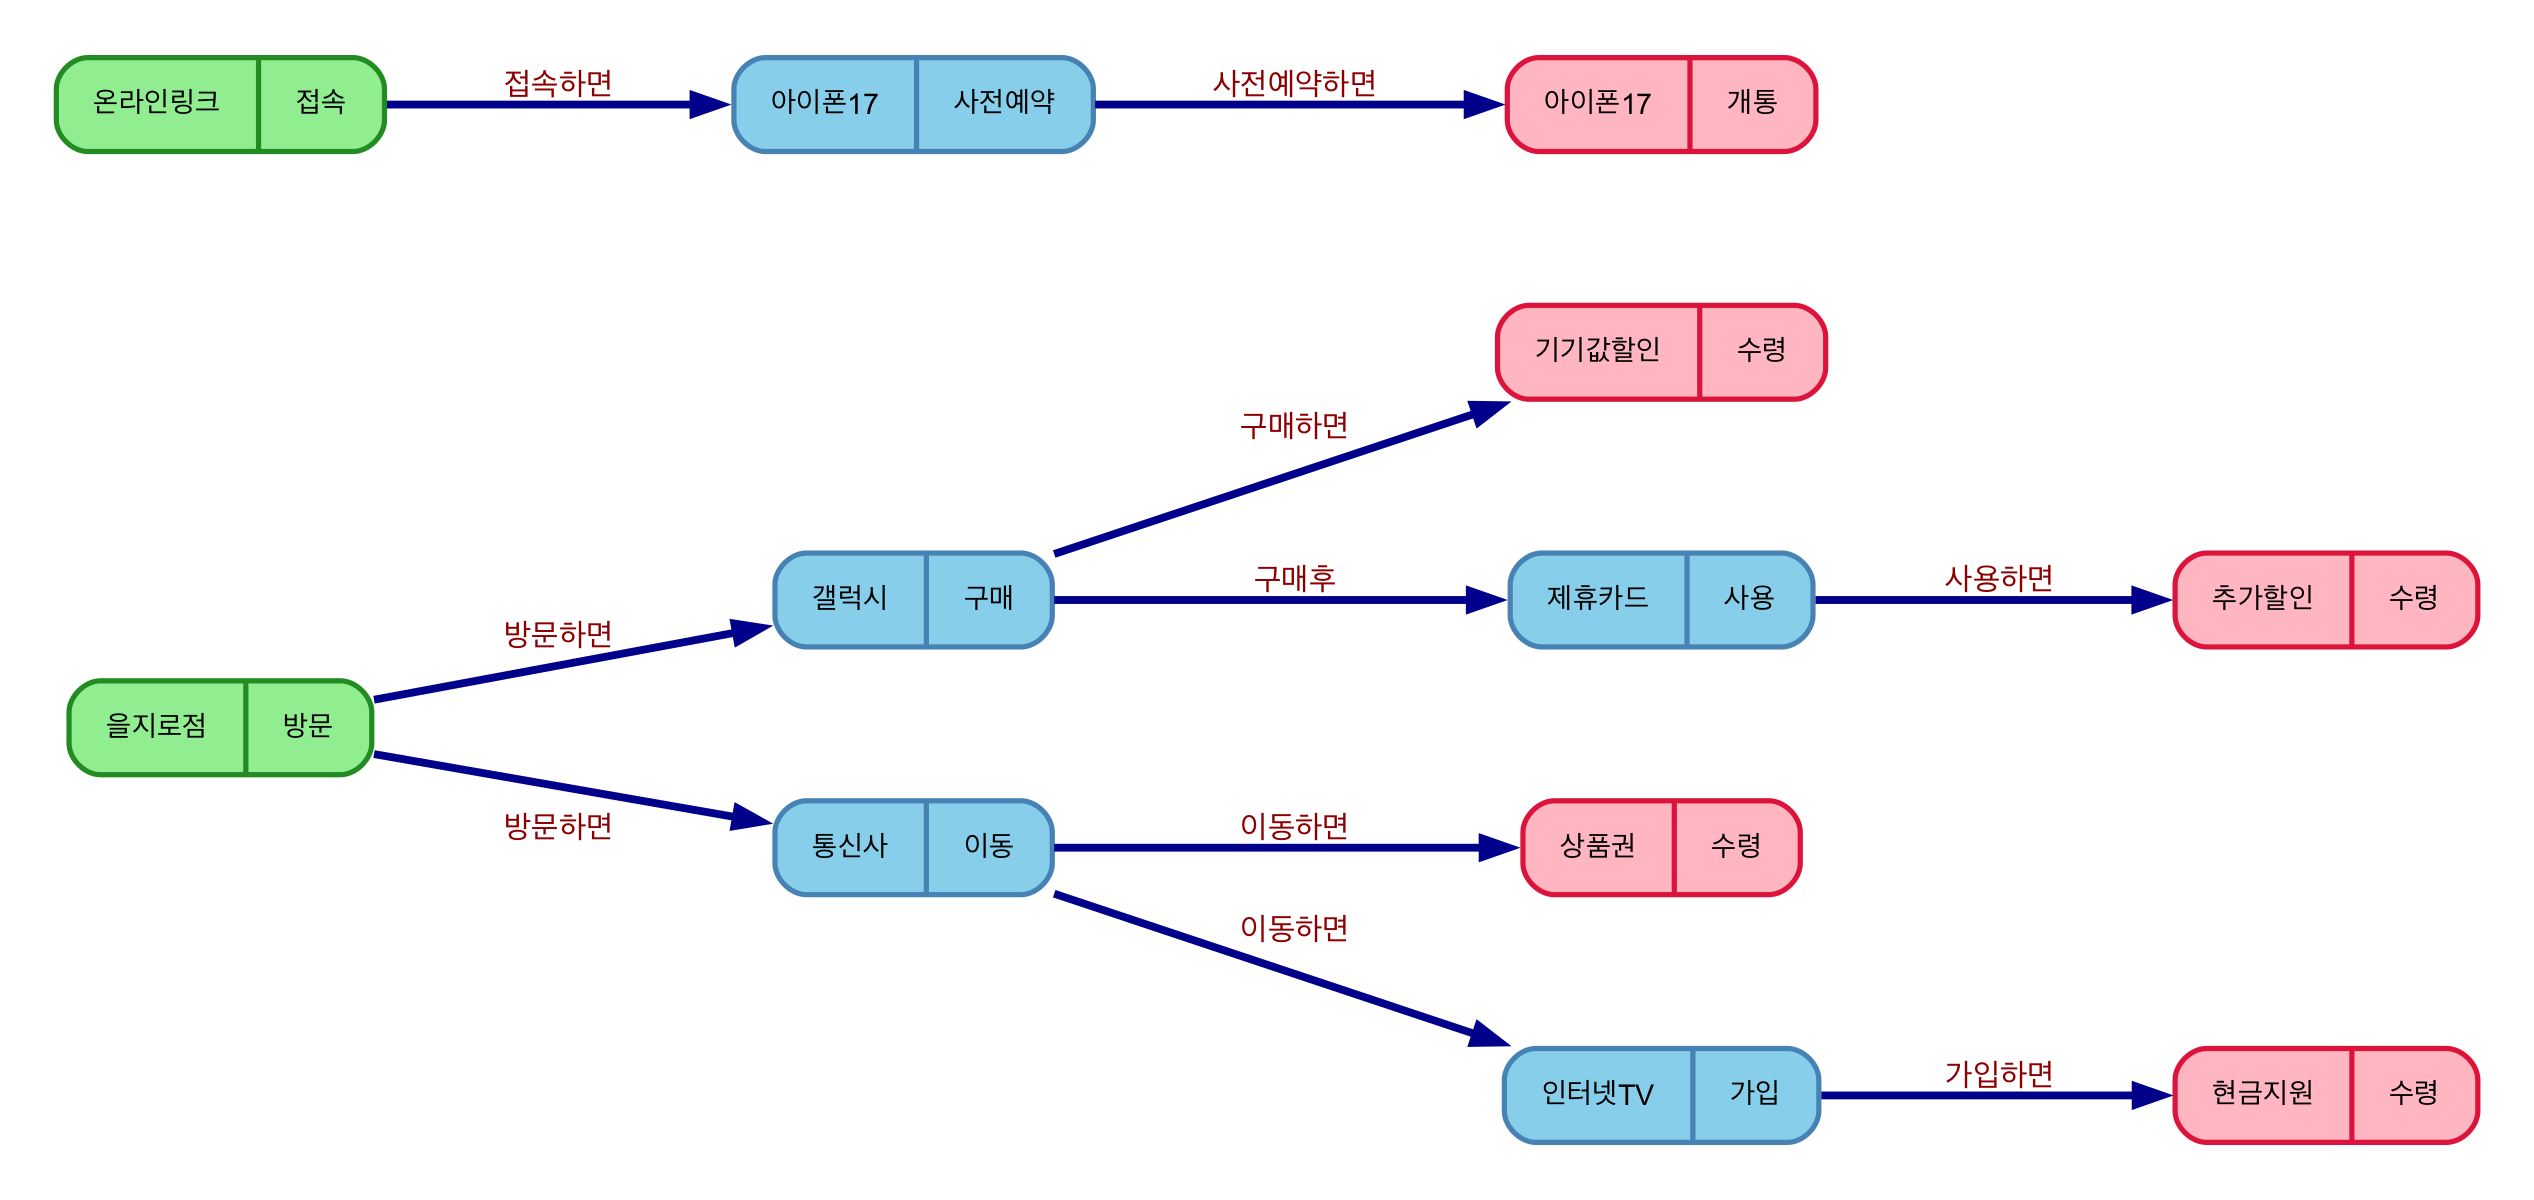 온라인링크 접속
접속하면
아이폰17 사전예약
사전예약하면
아이폰17 개통
기기값할인 수령
구매하면
갤럭시 구매
구매후
제휴카드 사용
사용하면
추가할인 수령
방문하면
을지로점 방문
방문하면
통신사 이동
이동하면
상품권 수령
이동하면
인터넷TV 가입
가입하면
현금지원 수령